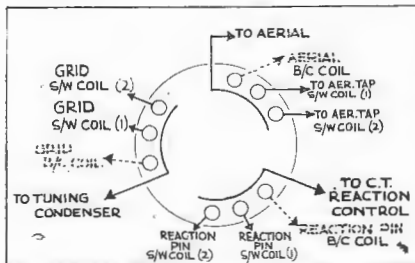 TO AERIAL
AERIAL
B/C COIL
TO AER.TAP
S/W COIL (1)
TO AER.TAP
S/W COIL (2)
GRID
S/W COIL (2)
GRID
S/W COIL (1)
GRID
B/C COIL
TO TUNING
CONDENSER
TO C.T.
REACTION
CONTROL
REACTION PIN
B/C COIL
REACTION
PIN
S/W COIL (2)
REACTION
PIN
S/W COIL (1)